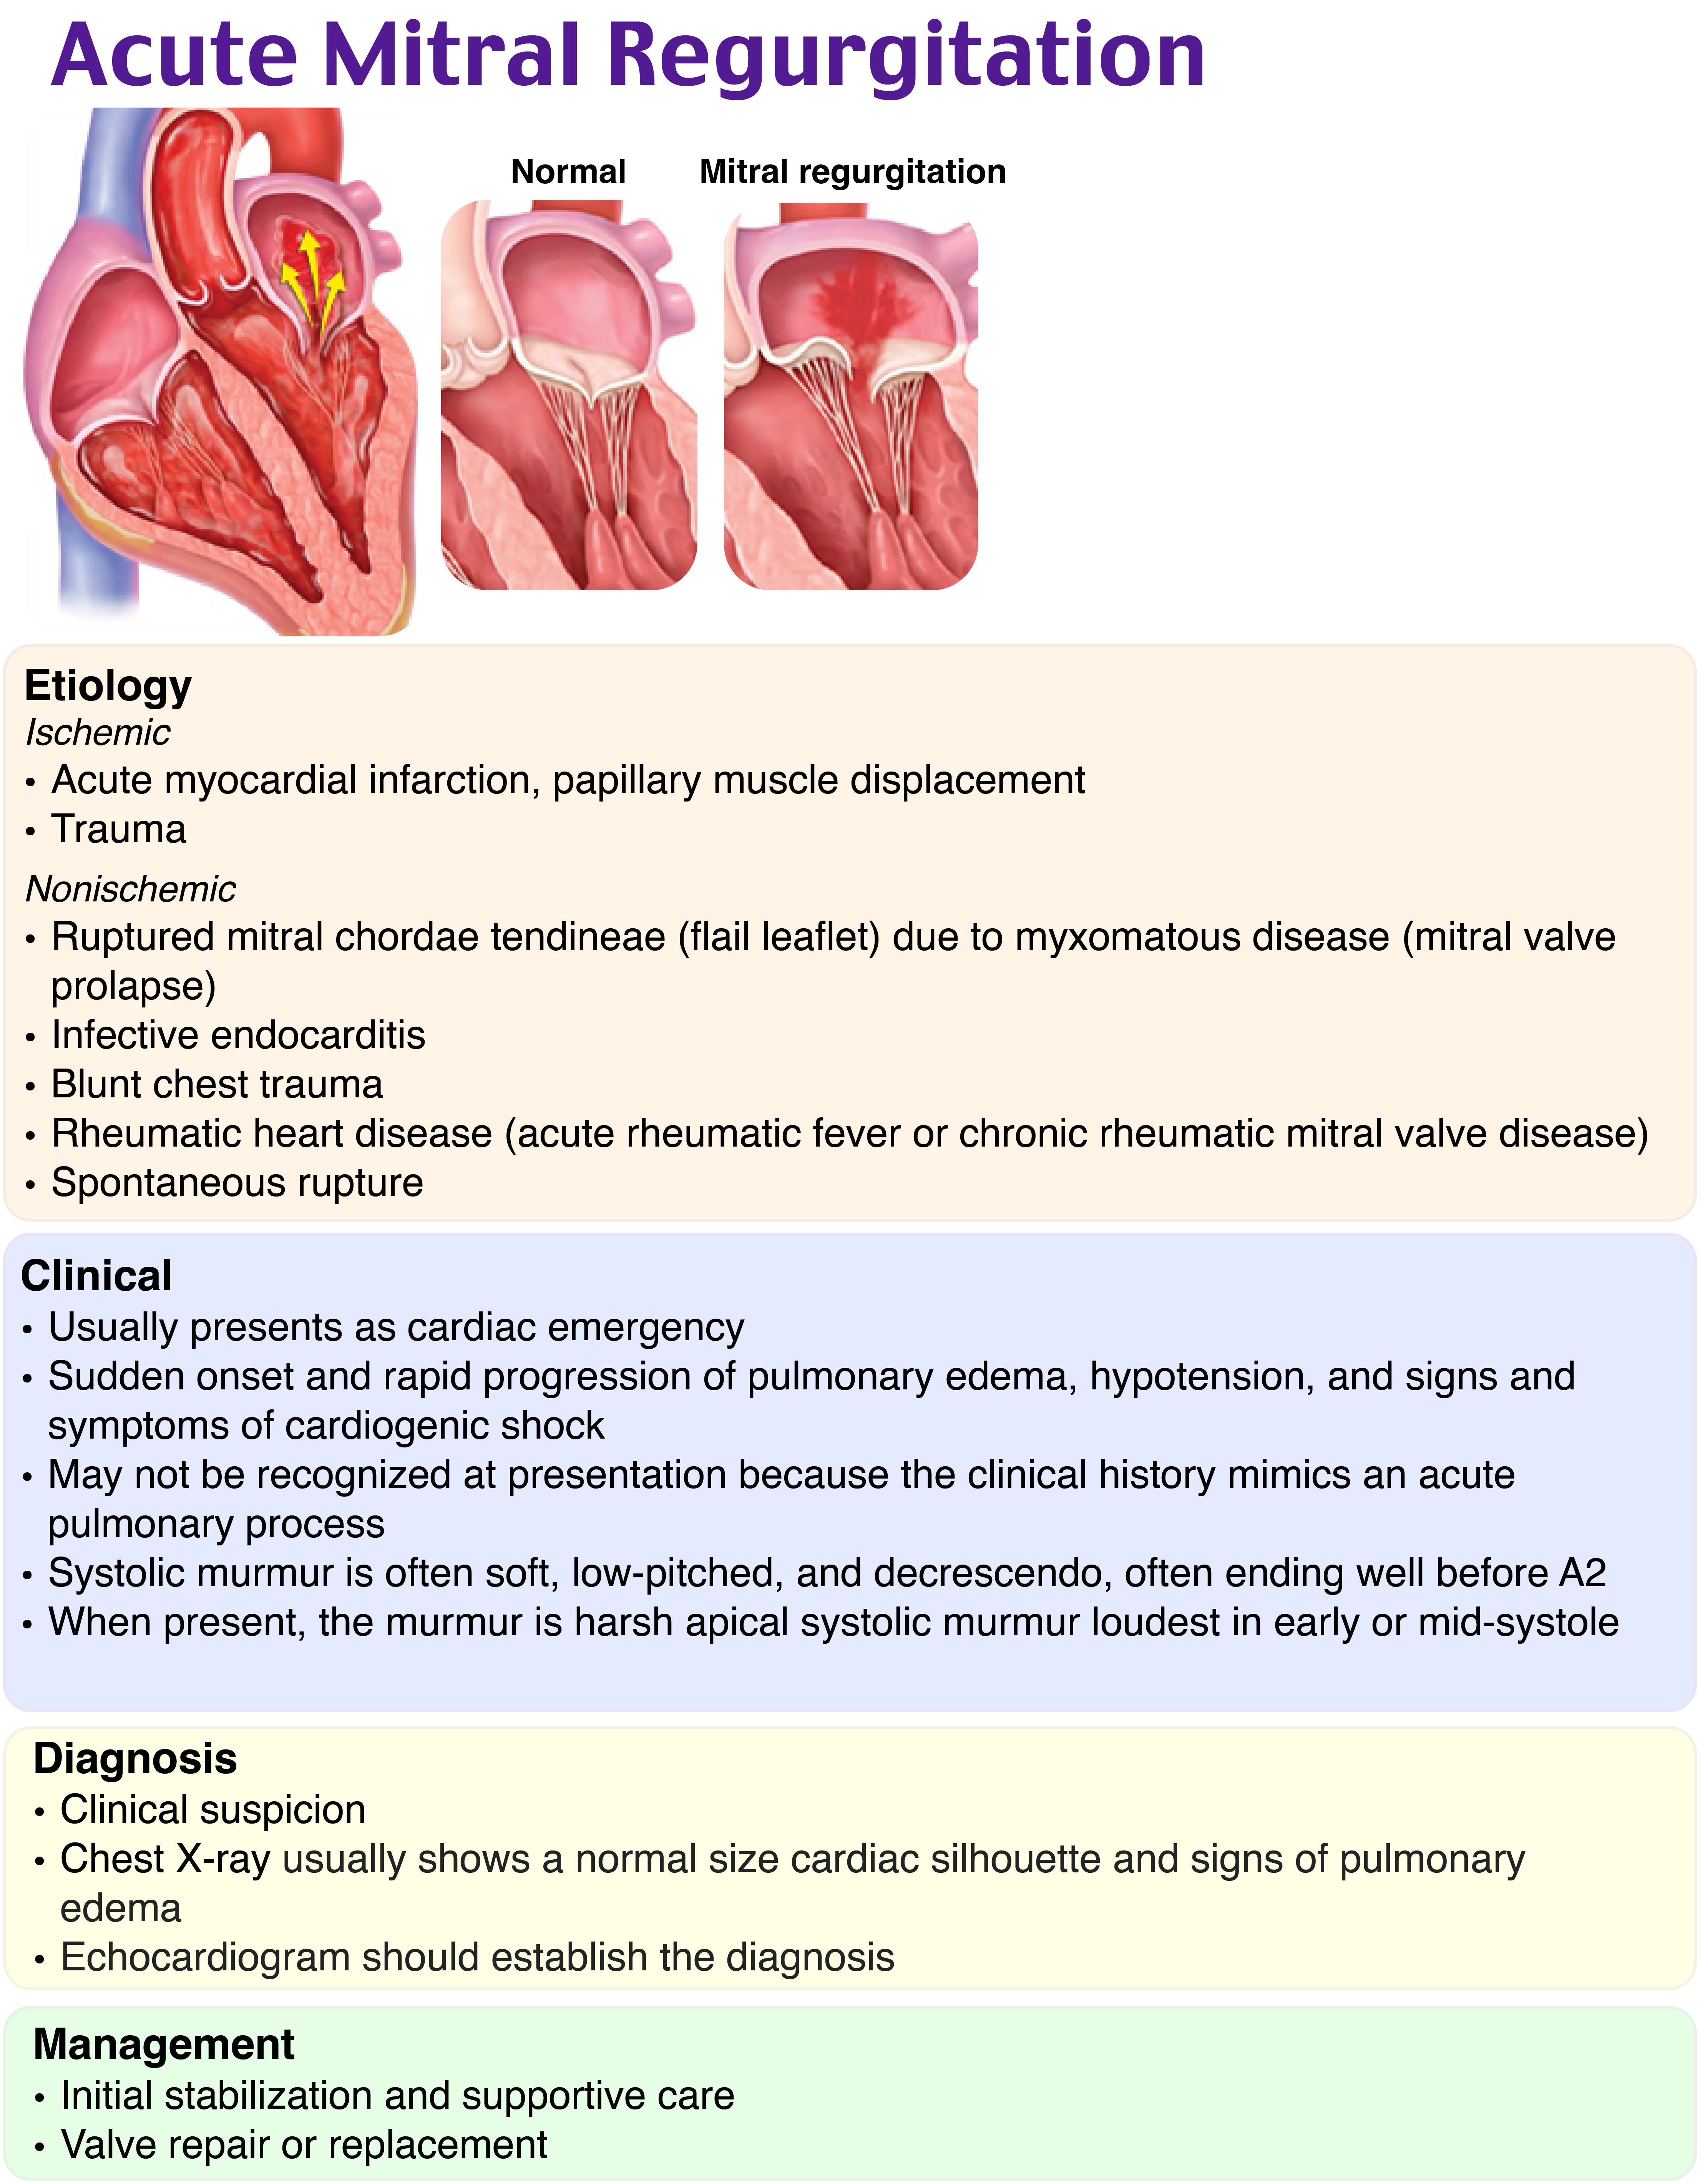 Acute Mitral Regurgitation
Normal
Mitral regurgitation
Etiology
Ischemic
• Acute myocardial infarction, papillary muscle displacement
• Trauma
Nonischemic
• Ruptured mitral chordae tendineae (flail leaflet) due to myxomatous disease (mitral valve
prolapse)
• Infective endocarditis
• Blunt chest trauma
• Rheumatic heart disease (acute rheumatic fever or chronic rheumatic mitral valve disease)
• Spontaneous rupture
Clinical
• Usually presents as cardiac emergency
• Sudden onset and rapid progression of pulmonary edema, hypotension, and signs and
symptoms of cardiogenic shock
• May not be recognized at presentation because the clinical history mimics an acute
pulmonary process
• Systolic murmur is often soft, low-pitched, and decrescendo, often ending well before A2
• When present, the murmur is harsh apical systolic murmur loudest in early or mid-systole
Diagnosis
• Clinical suspicion
• Chest X-ray usually shows a normal size cardiac silhouette and signs of pulmonary
edema
• Echocardiogram should establish the diagnosis
Management
• Initial stabilization and supportive care
• Valve repair or replacement